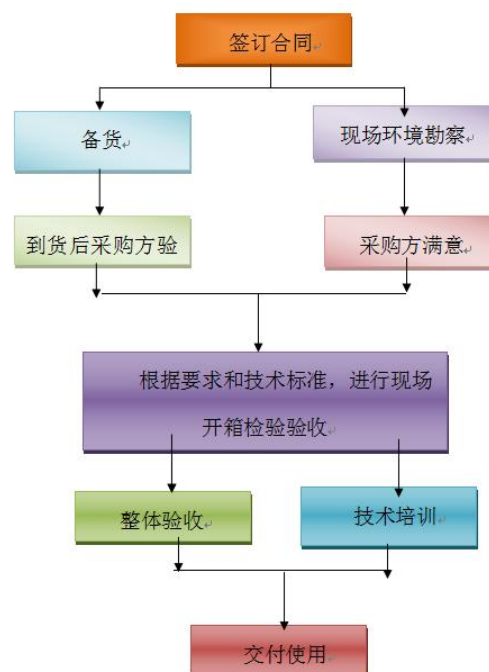 签订合同
备货
现场环境勘察
到货后采购方验
采购方满意
根据要求和技术标准，进行现场
开箱检验验收
整体验收
技术培训
交付使用